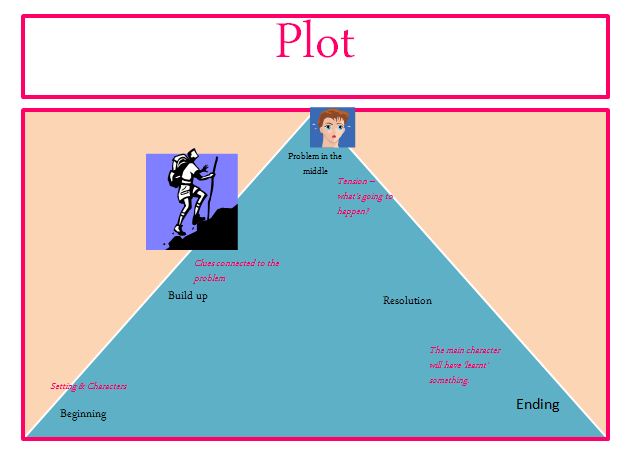 Plot
Problem in the
middle
Tension –
what's going to
happen?
Clues connected to the
problem
Build up
Resolution
The main character
will have 'learnt'
something.
Setting & Characters
Beginning
Ending